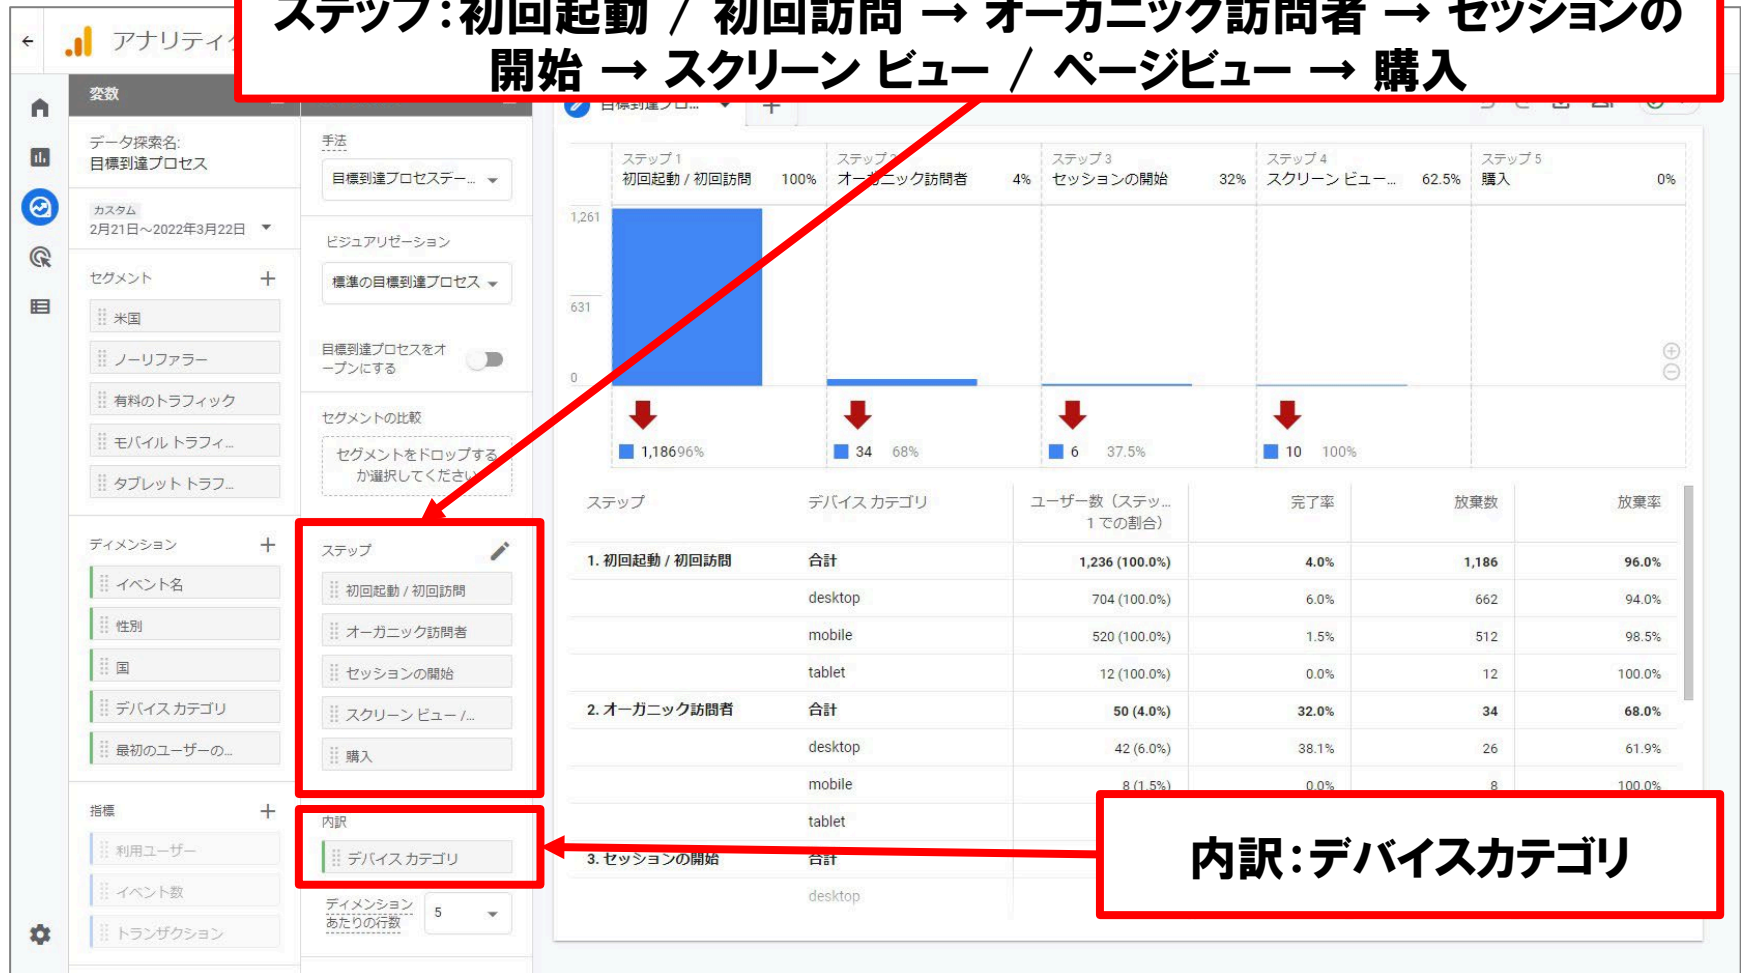 ステップ：初回起動 / 初回訪問 → オーガニック訪問者 → セッションの
開始 → スクリーン ビュー / ページビュー → 購入
アナリティ
変数
データ探索名:
目標到達プロセス
カスタム
2月21日～2022年3月22日
セグメント
米国
ノーリファラー
有料のトラフィック
モバイル トラフィ...
タブレット トラフ...
ディメンション
イベント名
性別
国
デバイス カテゴリ
最初のユーザーの...
指標
利用ユーザー
イベント数
トランザクション
手法
目標到達プロセスデー...
ビジュアリゼーション
標準の目標到達プロセス
目標到達プロセスをオ
ープンにする
セグメントの比較
セグメントをドロップする
か選択してください
ステップ
初回起動 / 初回訪問
オーガニック訪問者
セッションの開始
スクリーン ビュー /...
購入
内訳
デバイス カテゴリ
ディメンション
あたりの行数
5
目標到達プロ...
ステップ 1
初回起動 / 初回訪問 100%
ステップ 2
オーガニック訪問者 4%
ステップ 3
セッションの開始 32%
ステップ 4
スクリーン ビュー... 62.5%
ステップ 5
購入 0%
1,261
631
0
1,186 96%
34 68%
6 37.5%
10 100%
ステップ デバイス カテゴリ ユーザー数（ステッ... 完了率 放棄数 放棄率
1 での割合）
1. 初回起動 / 初回訪問 合計 1,236 (100.0%) 4.0% 1,186 96.0%
desktop 704 (100.0%) 6.0% 662 94.0%
mobile 520 (100.0%) 1.5% 512 98.5%
tablet 12 (100.0%) 0.0% 12 100.0%
2. オーガニック訪問者 合計 50 (4.0%) 32.0% 34 68.0%
desktop 42 (6.0%) 38.1% 26 61.9%
mobile 8 (1.5%) 0.0% 8 100.0%
tablet
3. セッションの開始 合計
desktop
内訳：デバイスカテゴリ